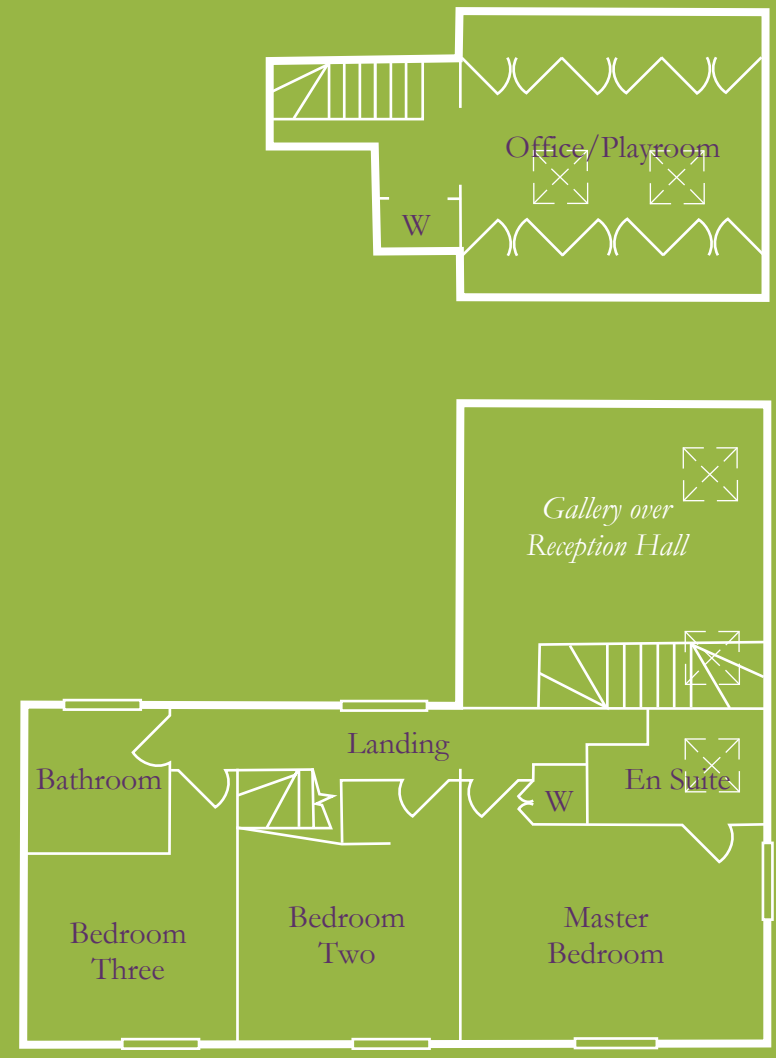 Office/Playroom
W
Gallery over
Reception Hall
Landing
Bathroom
En Suite
W
Bedroom
Three
Bedroom
Two
Master
Bedroom